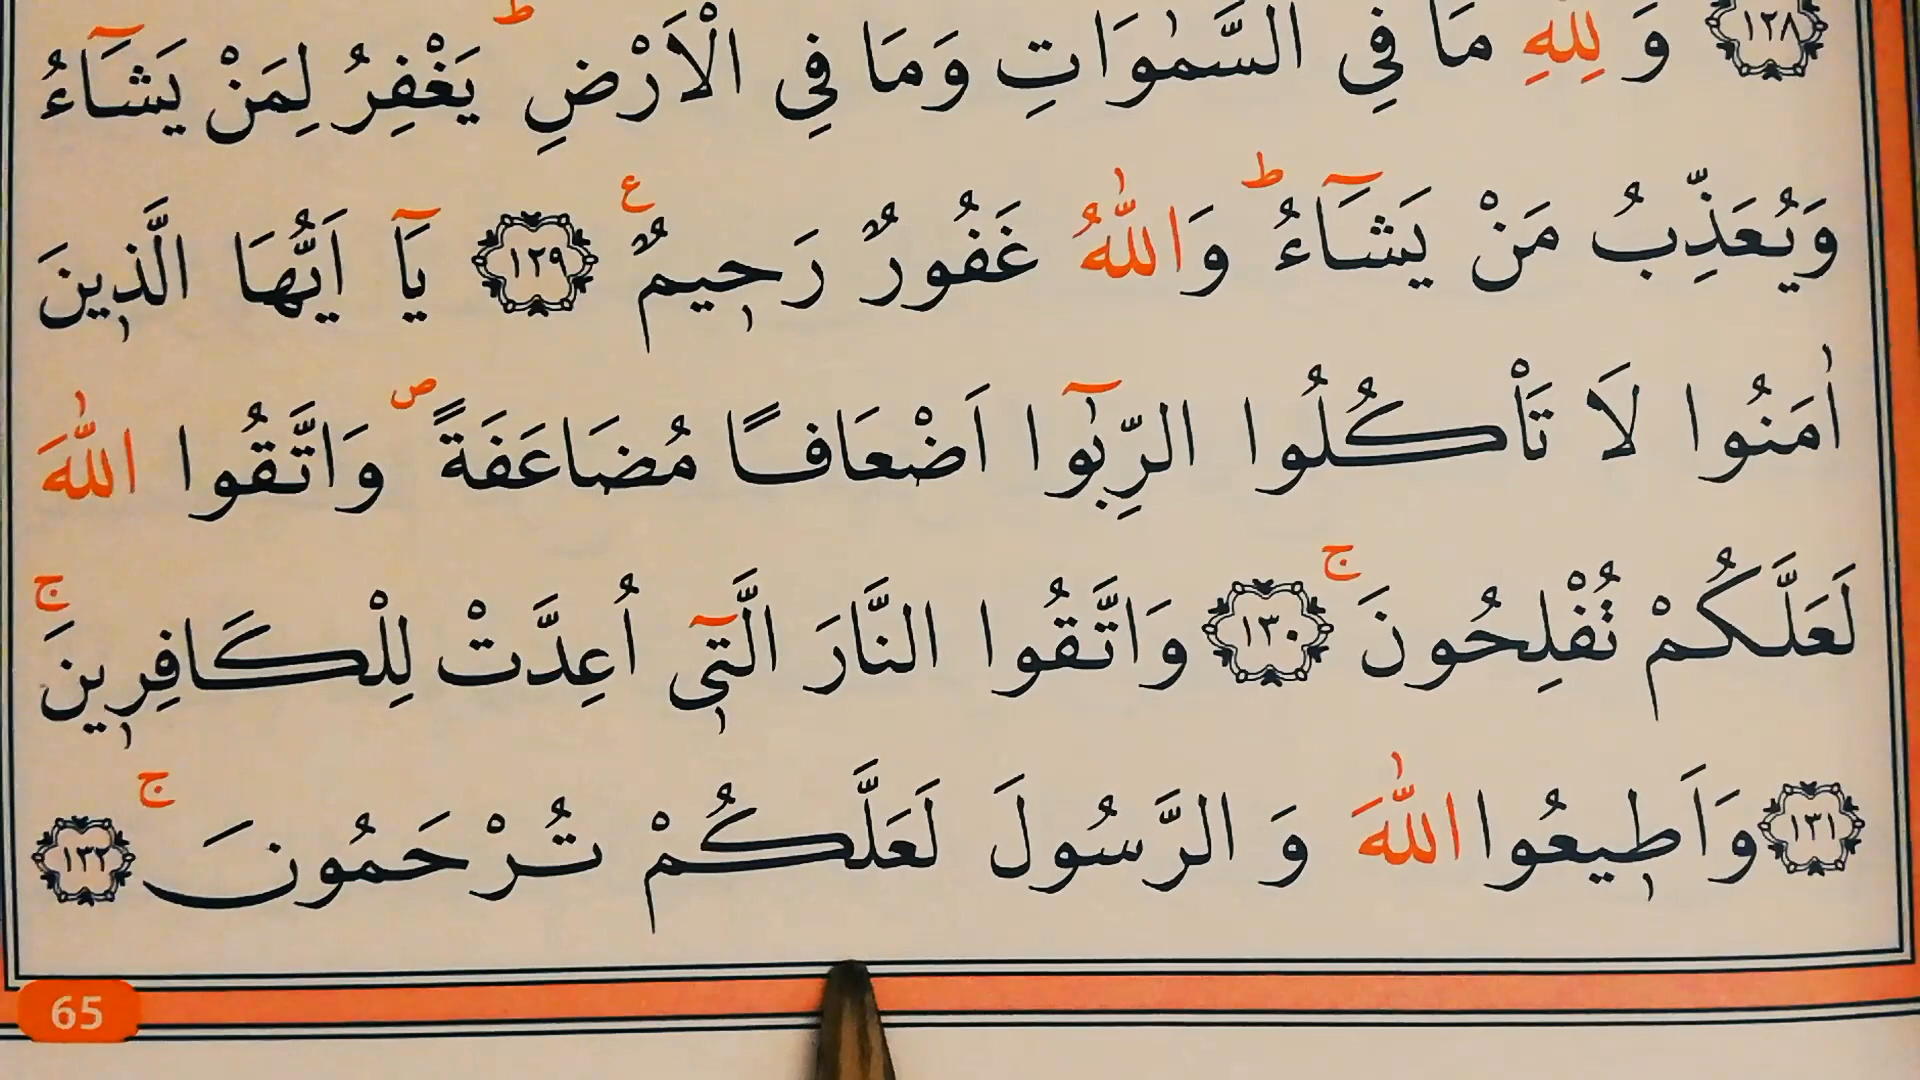 ﴿١٢٨﴾ وَ لِلّٰهِ مَا فِي السَّمٰوَاتِ وَمَا فِي الْاَرْضِ ط يَغْفِرُ لِمَنْ يَشَٓاءُ
وَيُعَذِّبُ مَنْ يَشَٓاءُ ط وَاللّٰهُ غَفُورٌ رَحٖيمٌ ع ﴿١٢٩﴾ يَٓا اَيُّهَا الَّذٖينَ
اٰمَنُوا لَا تَأْكُلُوا الرِّبٰٓوا اَضْعَافًا مُضَاعَفَةً ص وَاتَّقُوا اللّٰهَ
لَعَلَّكُمْ تُفْلِحُونَ ج ﴿١٣٠﴾ وَاتَّقُوا النَّارَ الَّتٖٓي اُعِدَّتْ لِلْكَافِرٖينَ ج
﴿١٣١﴾ وَاَطٖيعُوا اللّٰهَ وَ الرَّسُولَ لَعَلَّكُمْ تُرْحَمُونَ ج ﴿١٣٢﴾
65